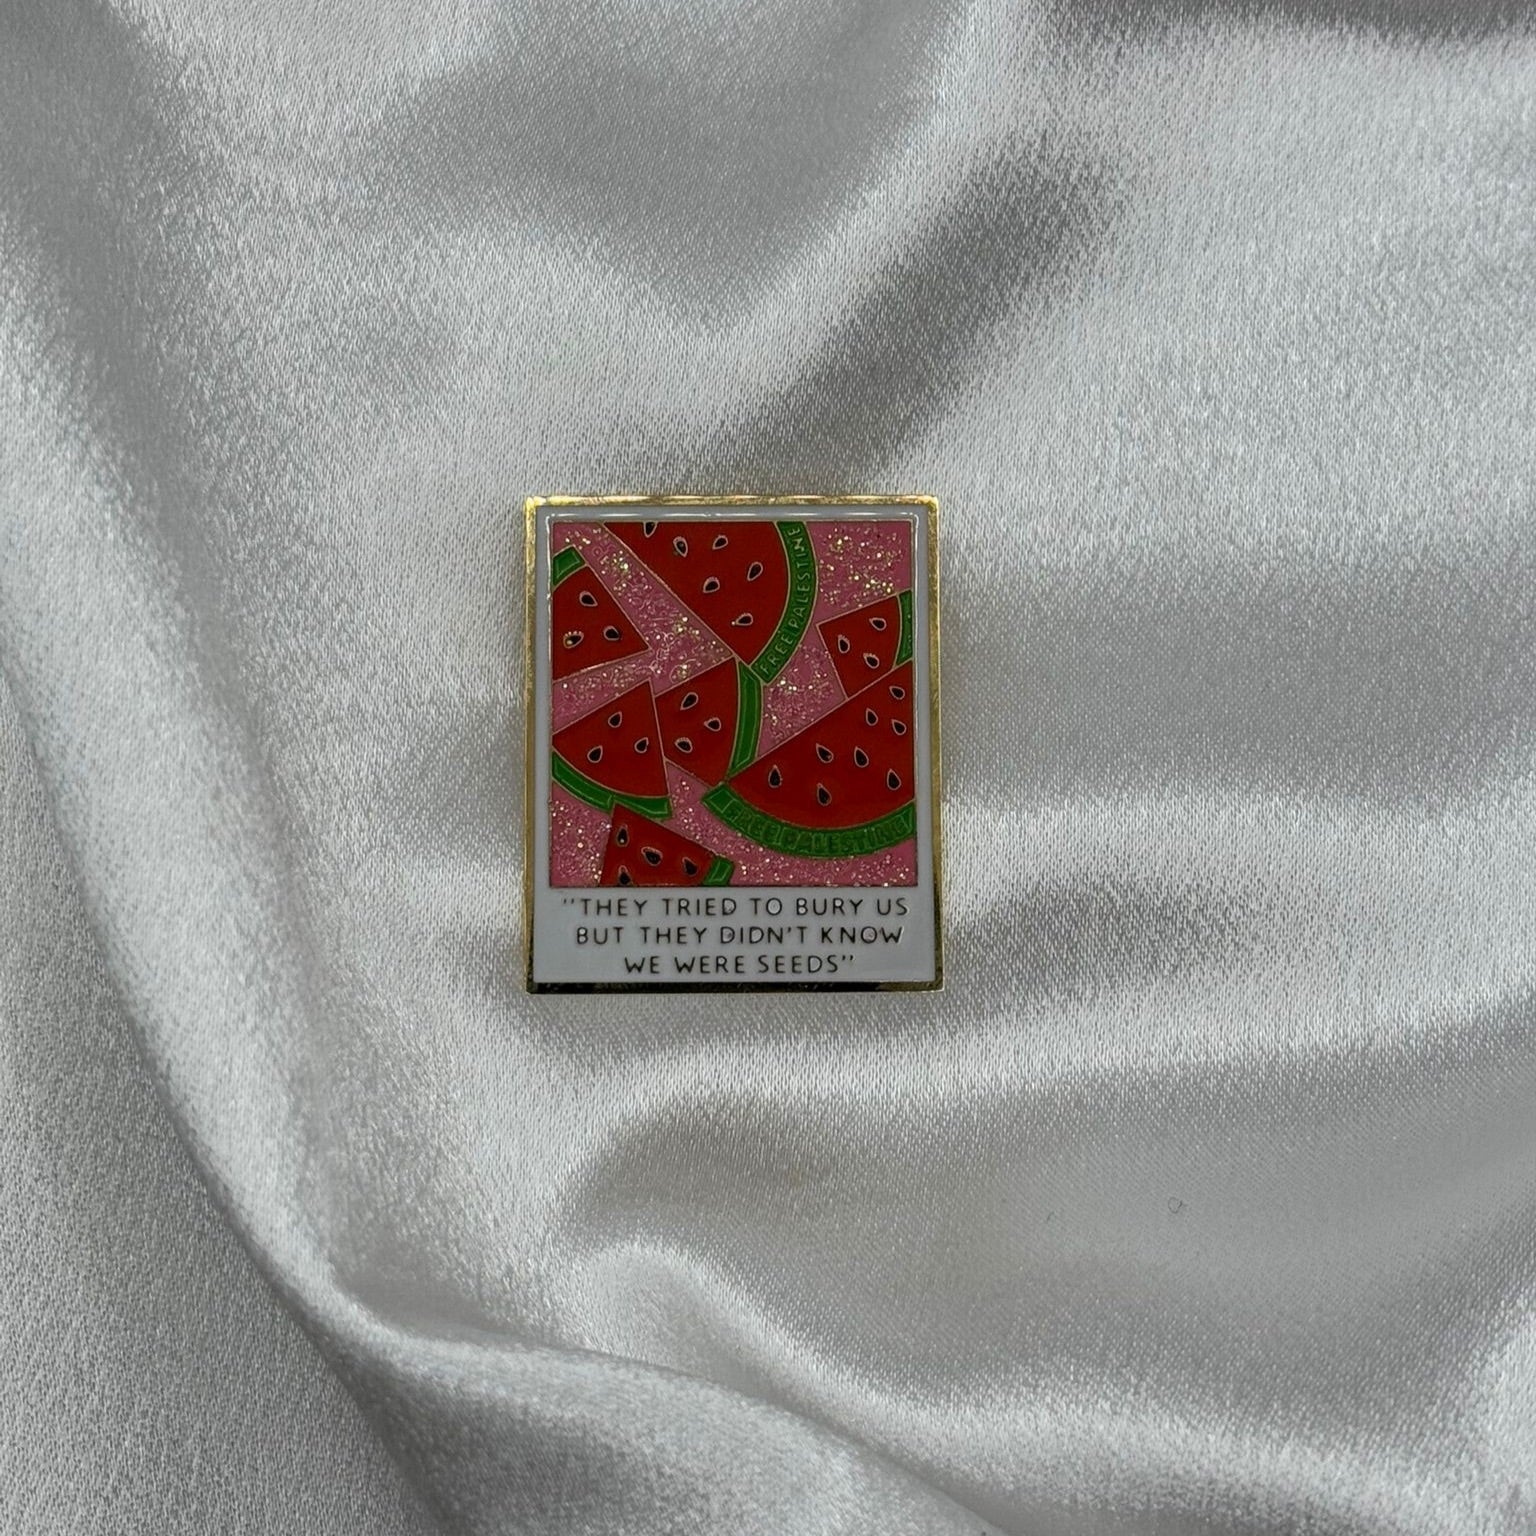 FREE PALESTINE
FREE PALESTINE
"THEY TRIED TO BURY US
BUT THEY DIDN'T KNOW
WE WERE SEEDS"